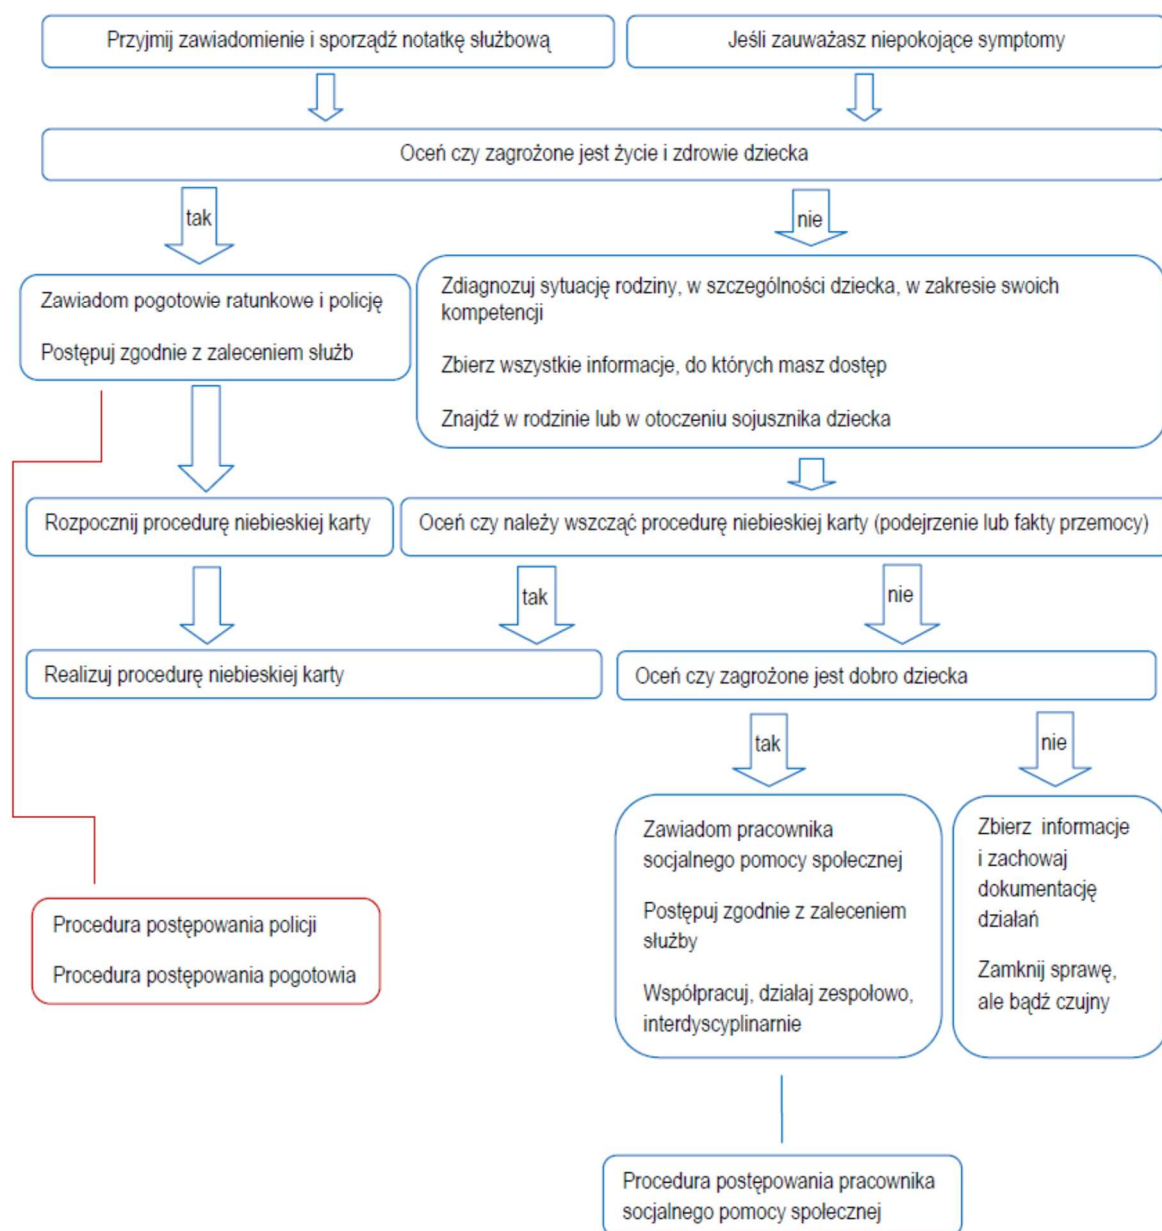 Przyjmij zawiadomienie i sporządź notatkę służbową
Jeśli zauważasz niepokojące symptomy
Oceń czy zagrożone jest życie i zdrowie dziecka
tak
nie
Zawiadom pogotowie ratunkowe i policję
Postępuj zgodnie z zaleceniem służb
Zdiagnozuj sytuację rodziny, w szczególności dziecka, w zakresie swoich
kompetencji
Zbierz wszystkie informacje, do których masz dostęp
Znajdź w rodzinie lub w otoczeniu sojusznika dziecka
Rozpocznij procedurę niebieskiej karty
Oceń czy należy wszcząć procedurę niebieskiej karty (podejrzenie lub fakty przemocy)
tak
nie
Realizuj procedurę niebieskiej karty
Oceń czy zagrożone jest dobro dziecka
tak
nie
Zawiadom pracownika
socjalnego pomocy społecznej
Postępuj zgodnie z zaleceniem
służby
Współpracuj, działaj zespołowo,
interdyscyplinarnie
Zbierz informacje
i zachowaj
dokumentację
działań
Zamknij sprawę,
ale bądź czujny
Procedura postępowania policji
Procedura postępowania pogotowia
Procedura postępowania pracownika
socjalnego pomocy społecznej